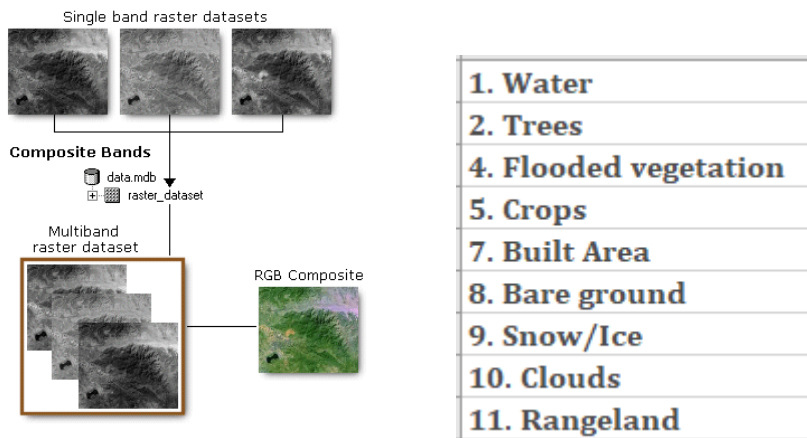 Single band raster datasets
Composite Bands
data.mdb
raster_dataset
Multiband
raster dataset
RGB Composite
1. Water
2. Trees
4. Flooded vegetation
5. Crops
7. Built Area
8. Bare ground
9. Snow/Ice
10. Clouds
11. Rangeland